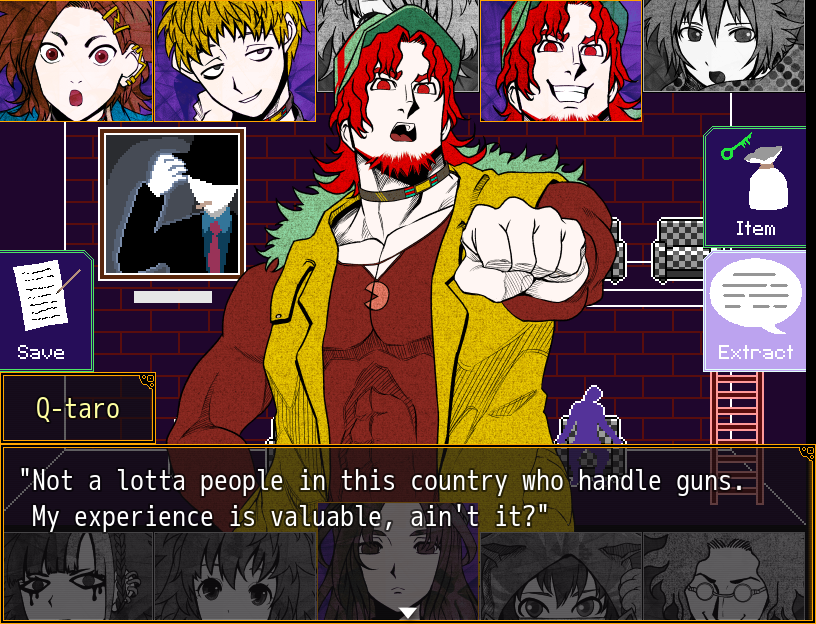 Item
Save
Extract
Q-taro
"Not a lotta people in this country who handle guns.
My experience is valuable, ain't it?"